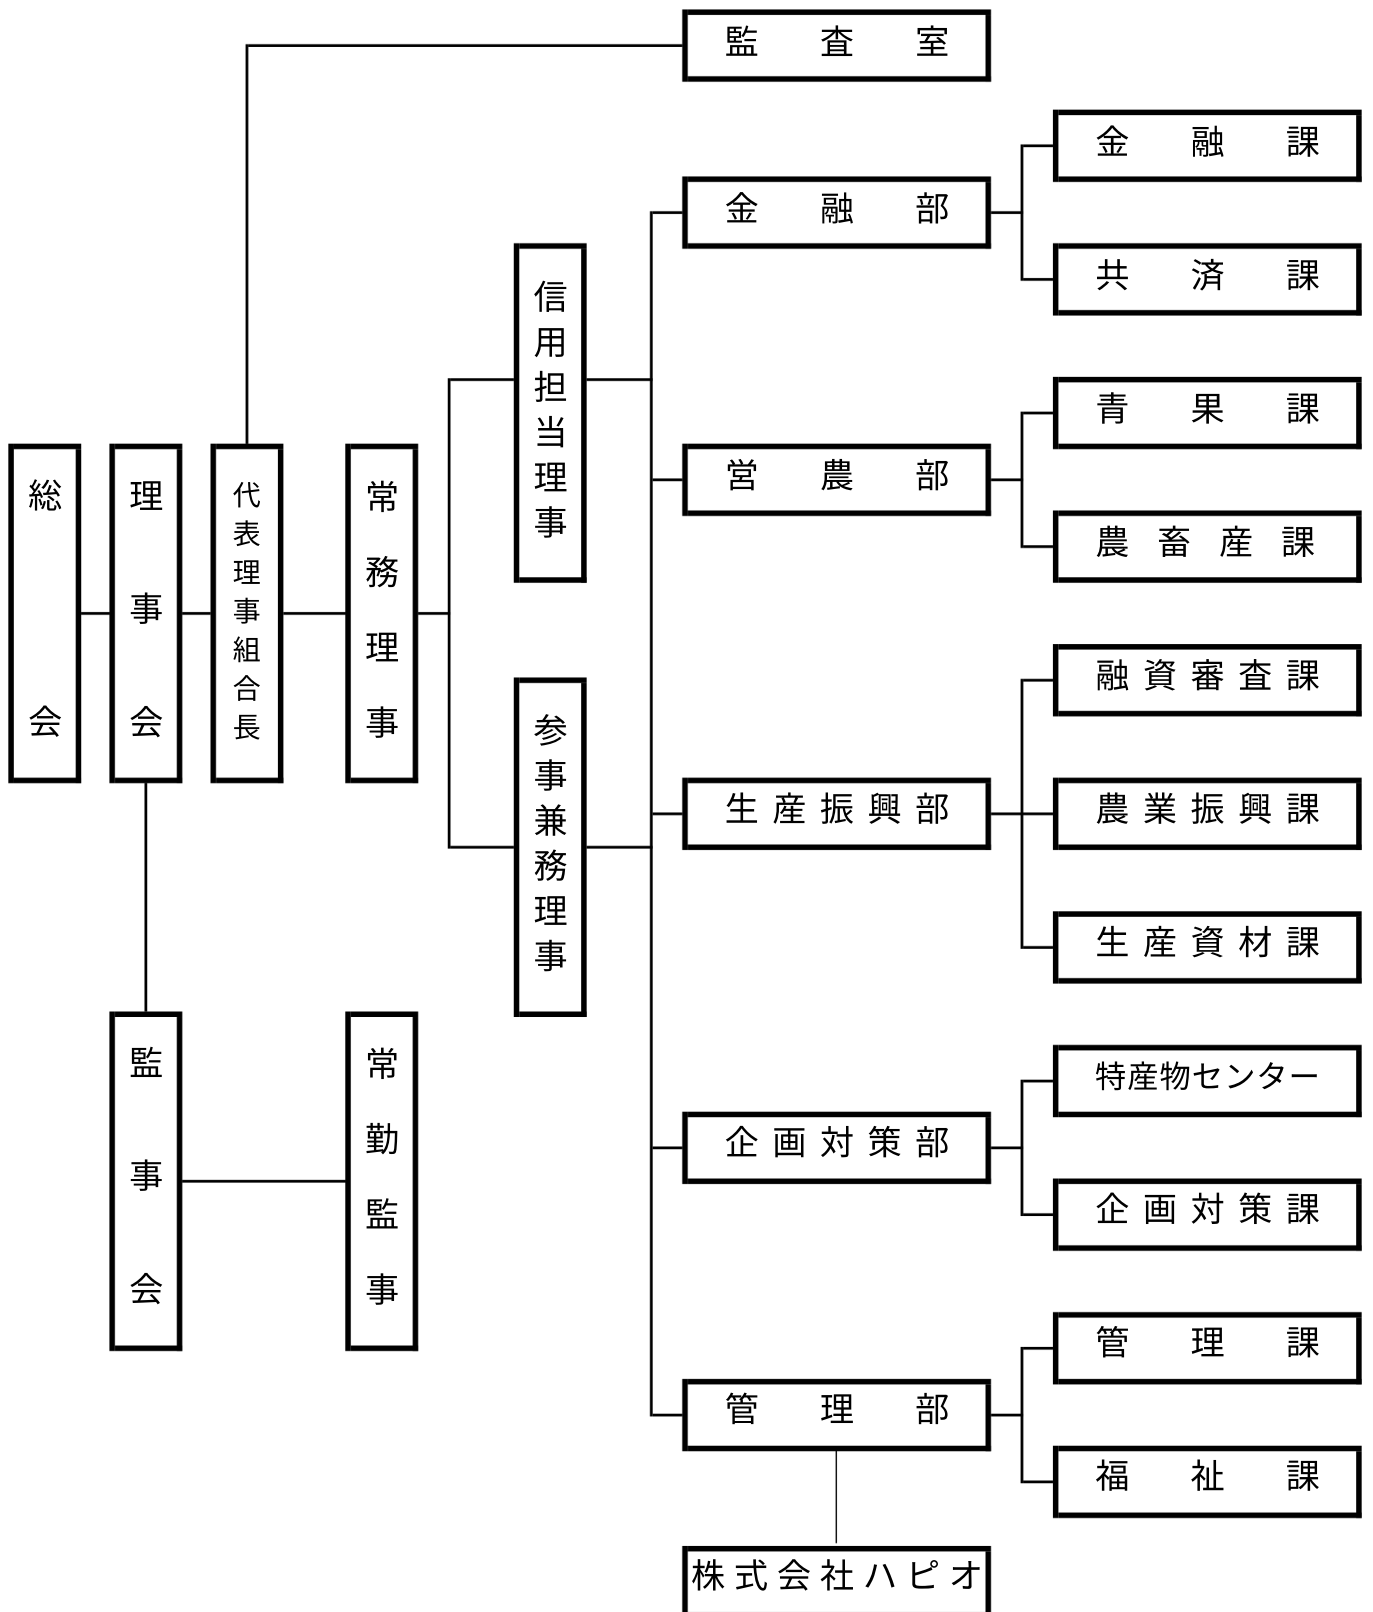 監査室
金融課
金融部
共済課
信用担当理事
青果課
営農部
農畜産課
総会
理事会
代表理事組合長
常務理事
融資審査課
参事兼務理事
生産振興部
農業振興課
生産資材課
監事会
常勤監事
特産物センター
企画対策部
企画対策課
管理課
管理部
福祉課
株式会社ハピオ